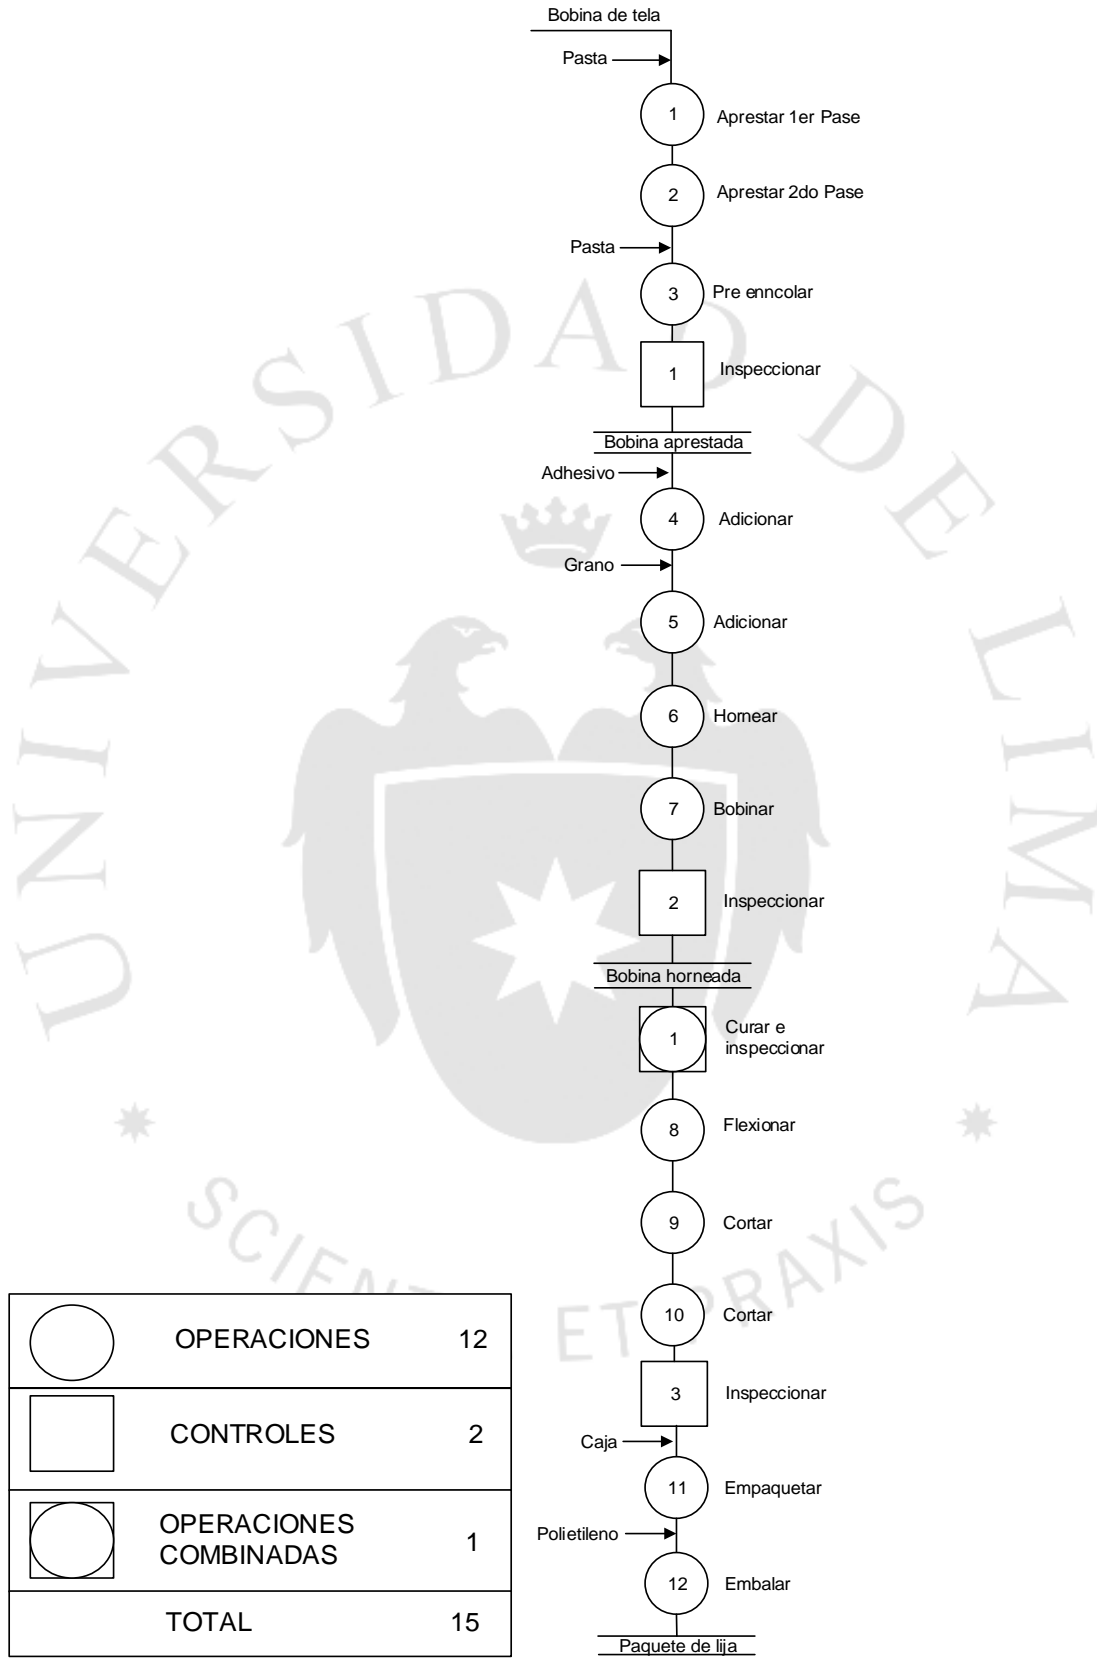 Bobina de tela
Pasta
1
Aprestar 1er Pase
2
Aprestar 2do Pase
Pasta
3
Pre enncolar
1
Inspeccionar
Bobina aprestada
Adhesivo
4
Adicionar
Grano
5
Adicionar
6
Hornear
7
Bobinar
2
Inspeccionar
Bobina horneada
1
Curar e
inspeccionar
8
Flexionar
9
Cortar
10
Cortar
3
Inspeccionar
Caja
11
Empaquetar
Polietileno
12
Embalar
Paquete de lija
OPERACIONES 12
CONTROLES 2
OPERACIONES
COMBINADAS 1
TOTAL 15
UNIVERSIDAD DE LIMA
SCIENT ET PRAXIS